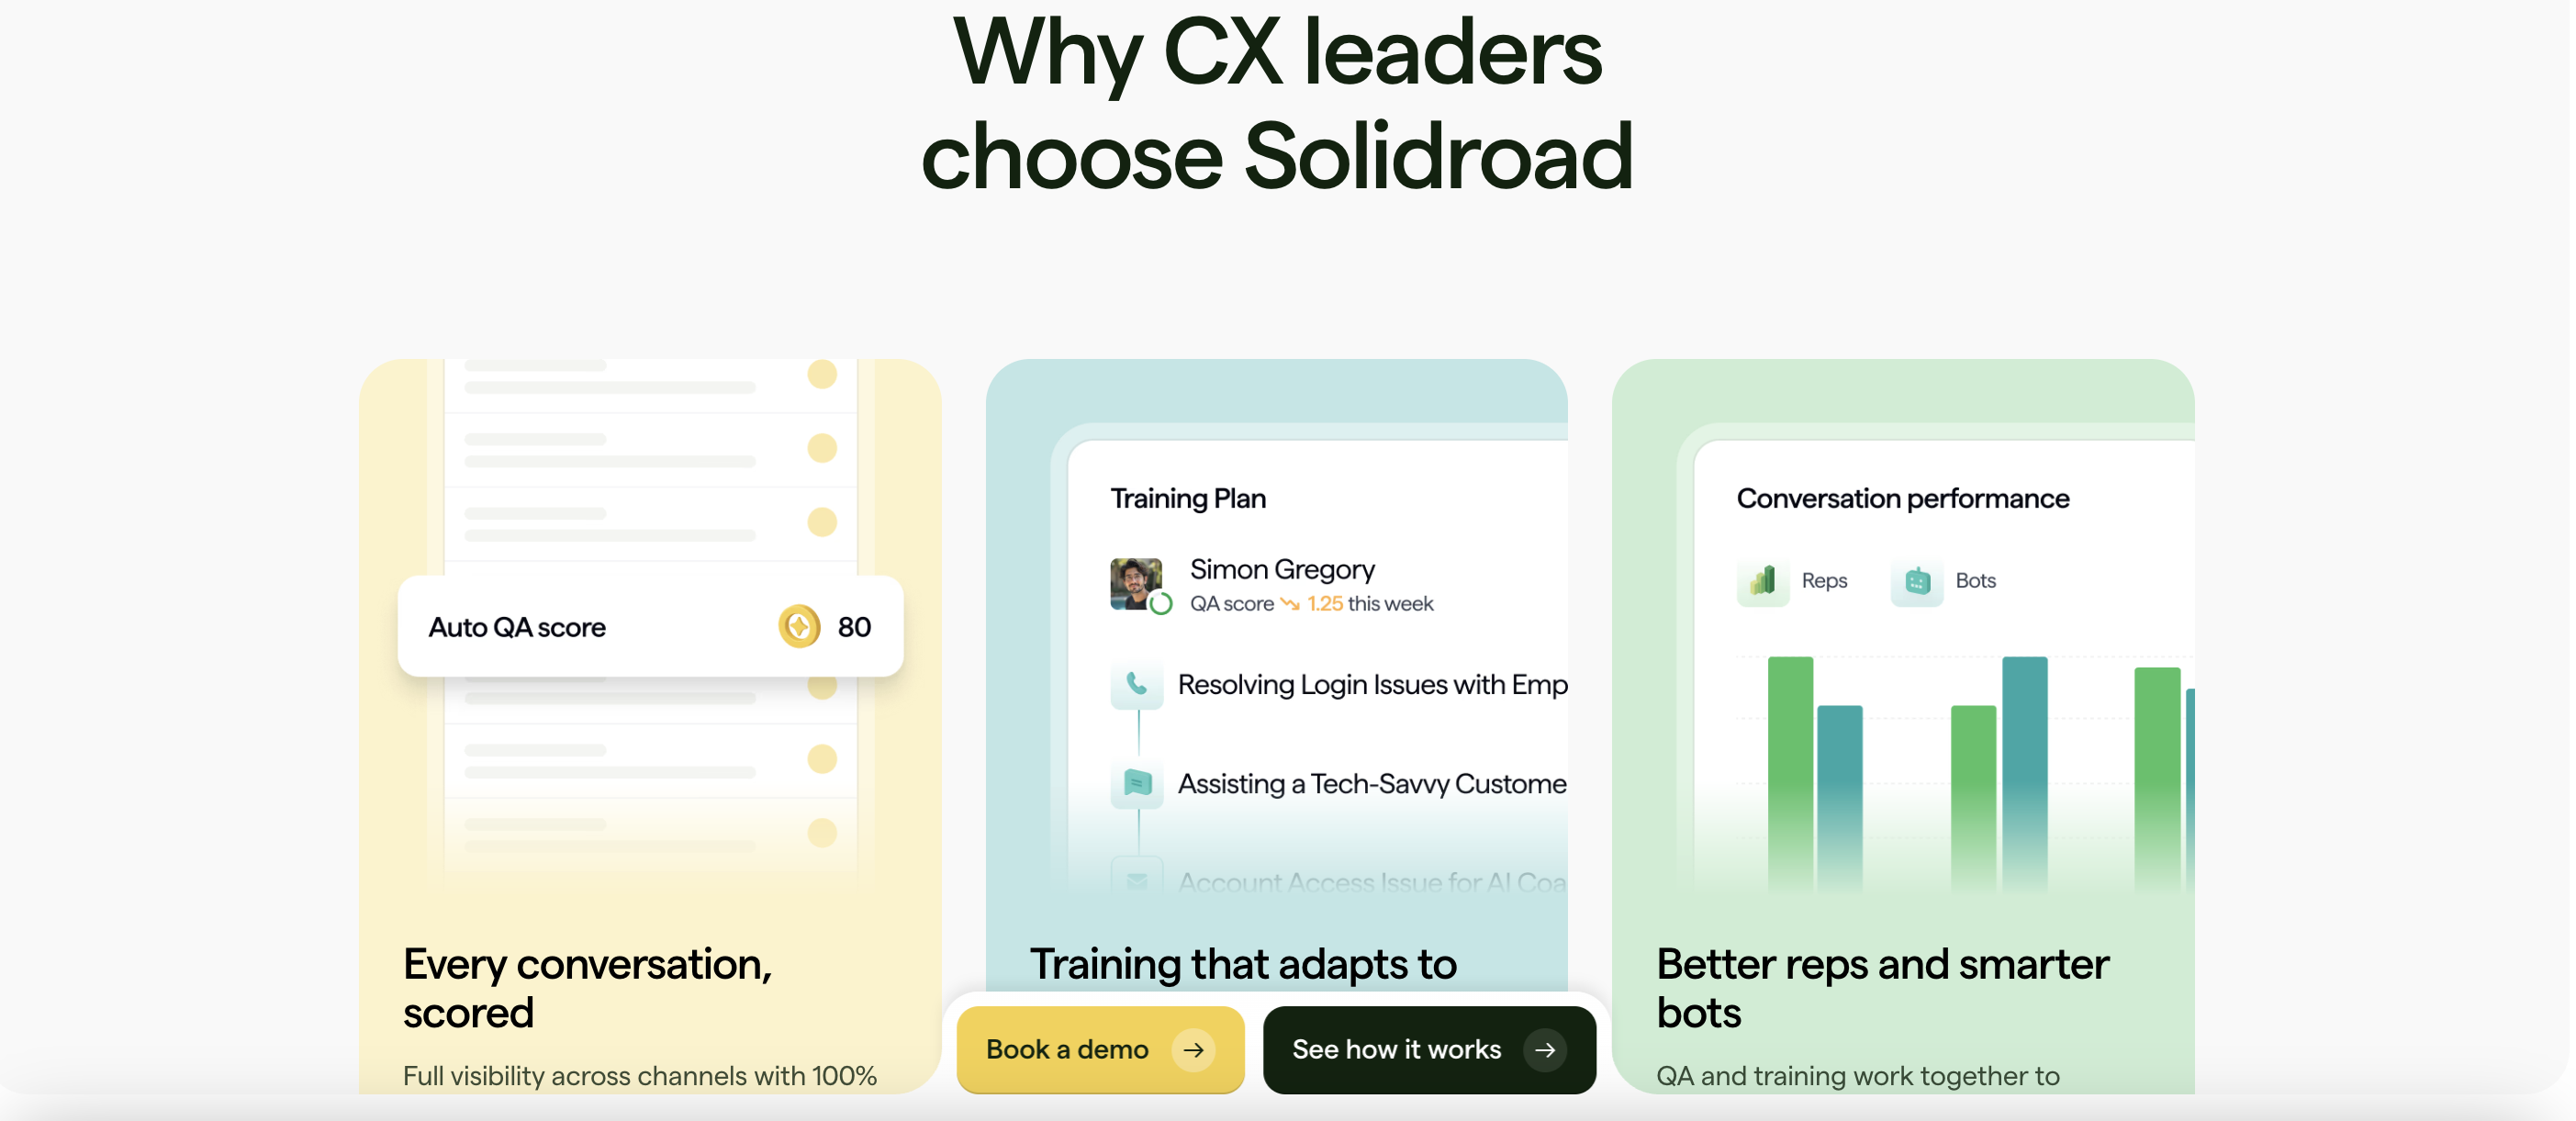 Why CX leaders
choose Solidroad
Auto QA score 80
Every conversation,
scored
Full visibility across channels with 100%
Training Plan
Simon Gregory
QA score 1.25 this week
Resolving Login Issues with Emp
Assisting a Tech-Savvy Custome
Account Access Issue for AI Coa
Training that adapts to
Conversation performance
Reps Bots
Better reps and smarter
bots
QA and training work together to
Book a demo
See how it works